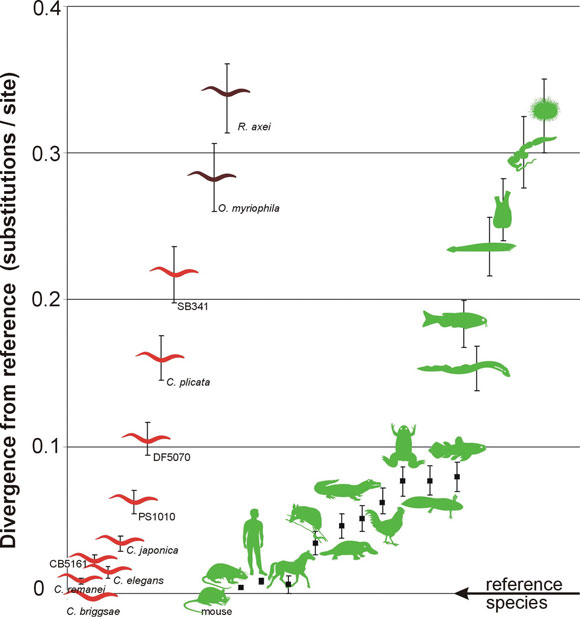 Divergence from reference (substitutions / site)
0.4
0.3
0.2
0.1
0
R. axei
O. myriophila
SB341
C. plicata
DF5070
PS1010
C. japonica
CB5161
C. elegans
C. remanei
C. briggsae
mouse
reference
species